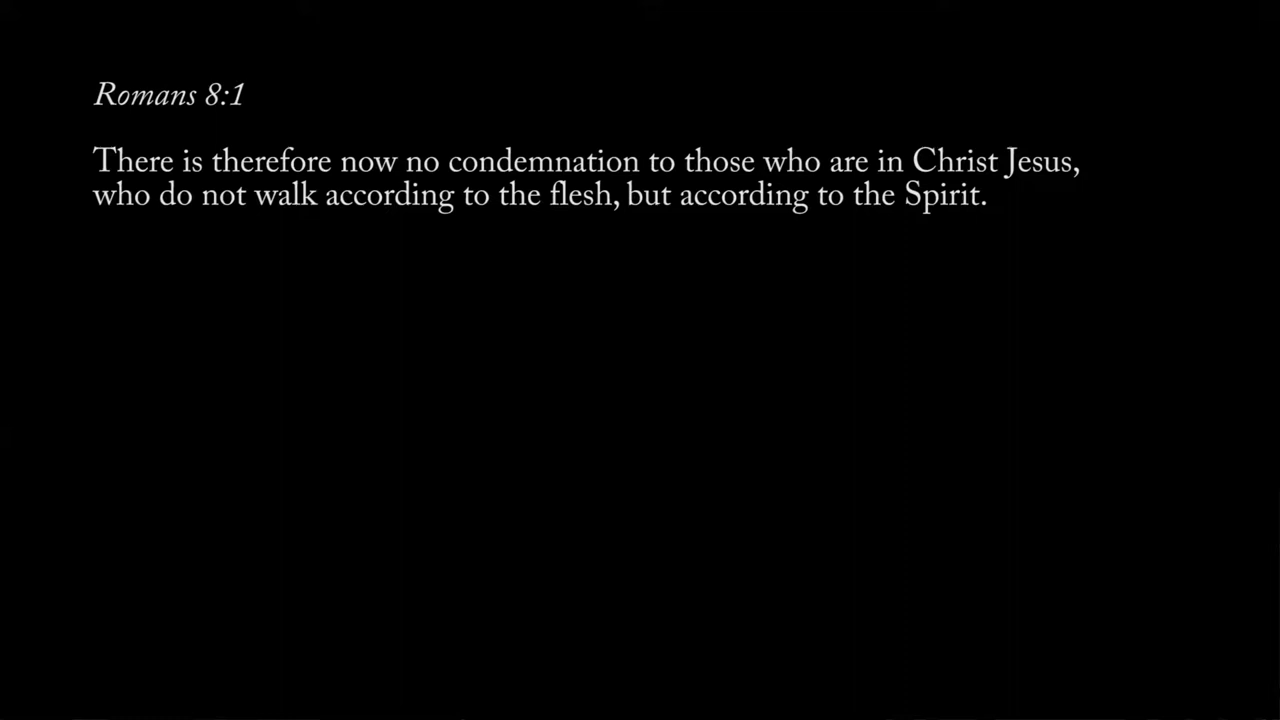 Romans 8:1
There is therefore now no condemnation to those who are in Christ Jesus,
who do not walk according to the flesh, but according to the Spirit.